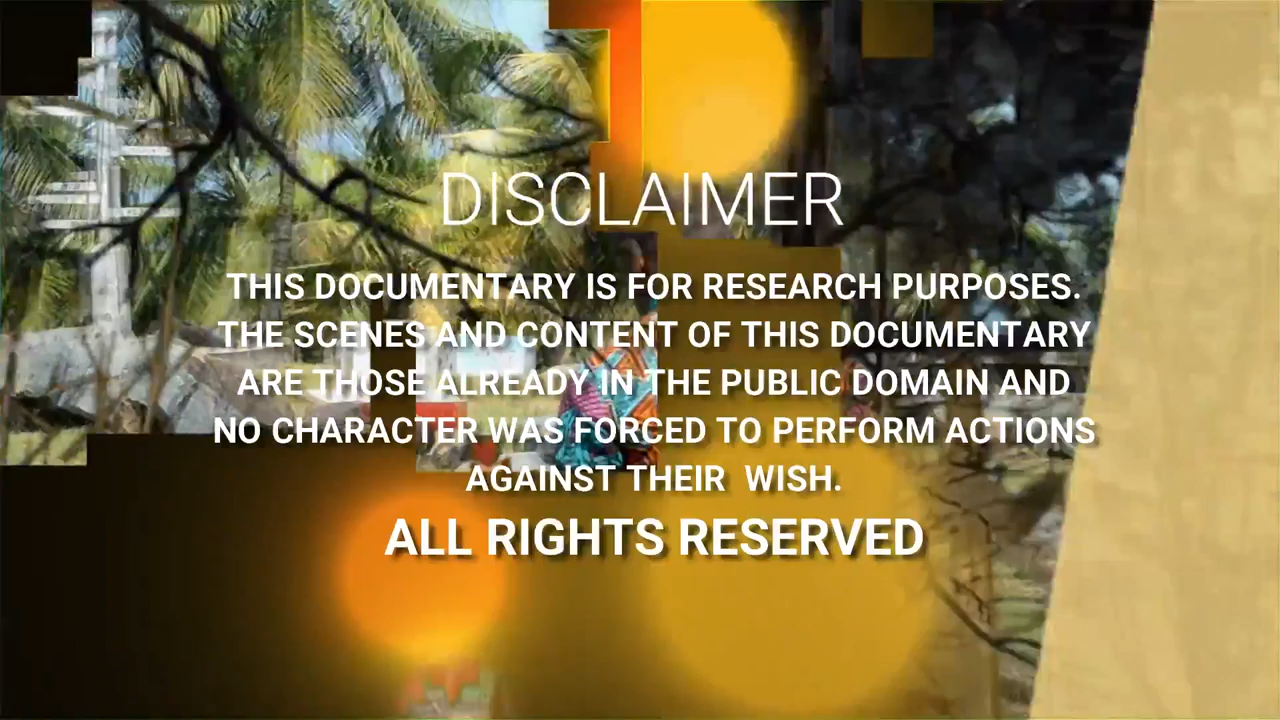 DISCLAIMER
THIS DOCUMENTARY IS FOR RESEARCH PURPOSES.
THE SCENES AND CONTENT OF THIS DOCUMENTARY
ARE THOSE ALREADY IN THE PUBLIC DOMAIN AND
NO CHARACTER WAS FORCED TO PERFORM ACTIONS
AGAINST THEIR WISH.
ALL RIGHTS RESERVED